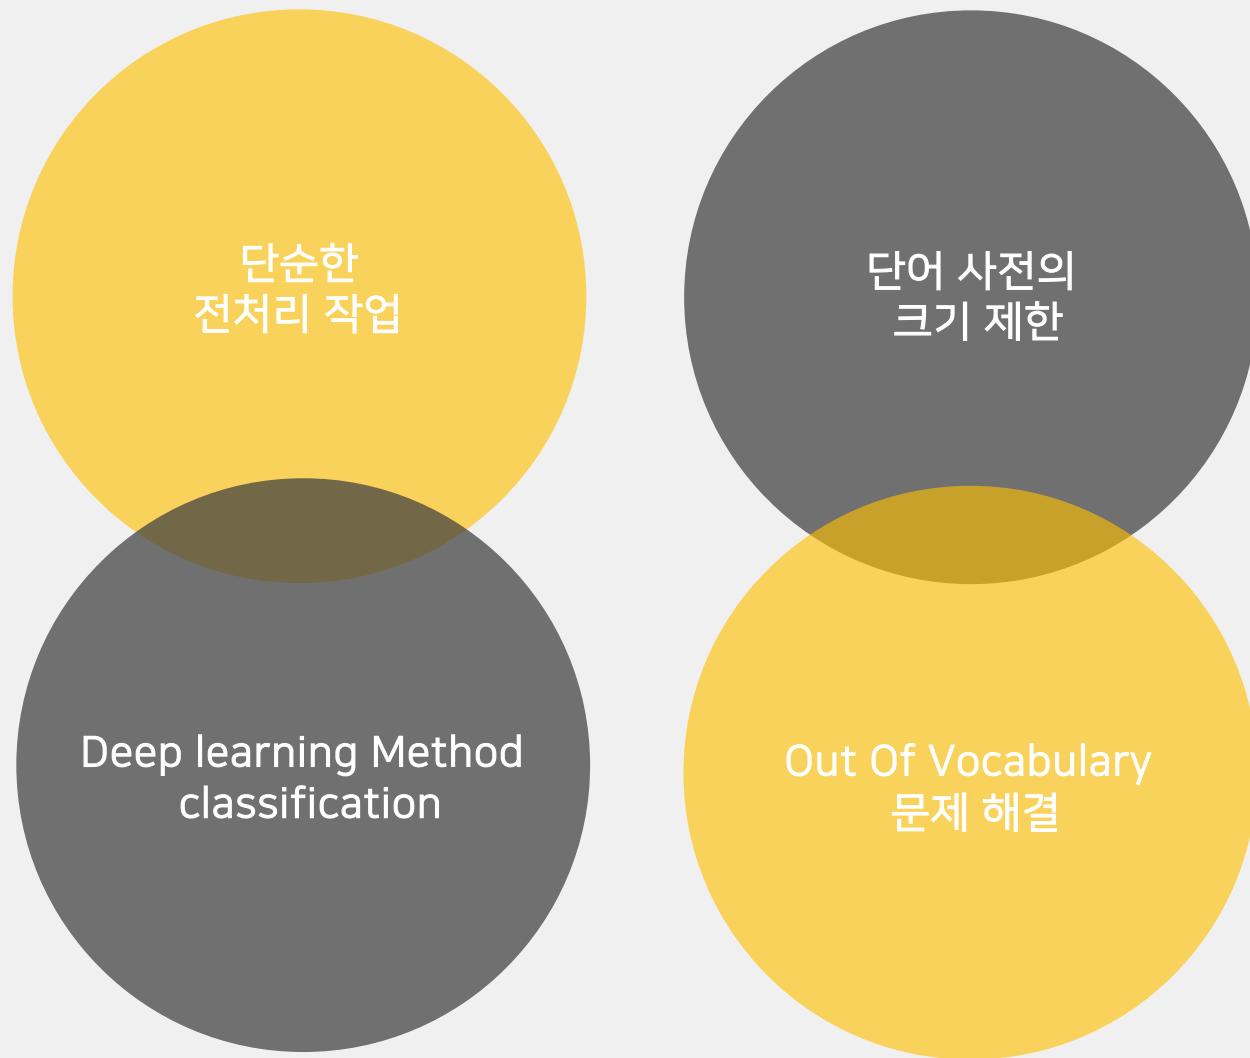 단순한
전처리 작업
단어 사전의
크기 제한
Deep learning Method
classification
Out Of Vocabulary
문제 해결